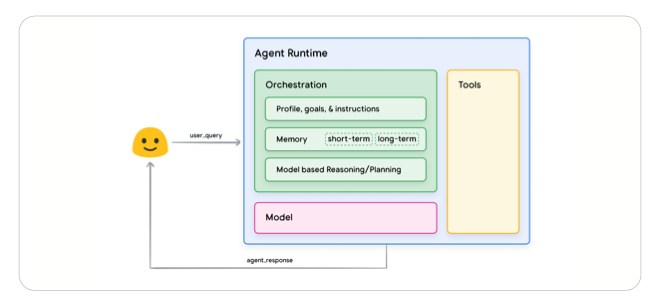 Agent Runtime
Orchestration
Profile, goals, & instructions
Memory short-term long-term
Model based Reasoning/Planning
Model
Tools
user_query
agent_response